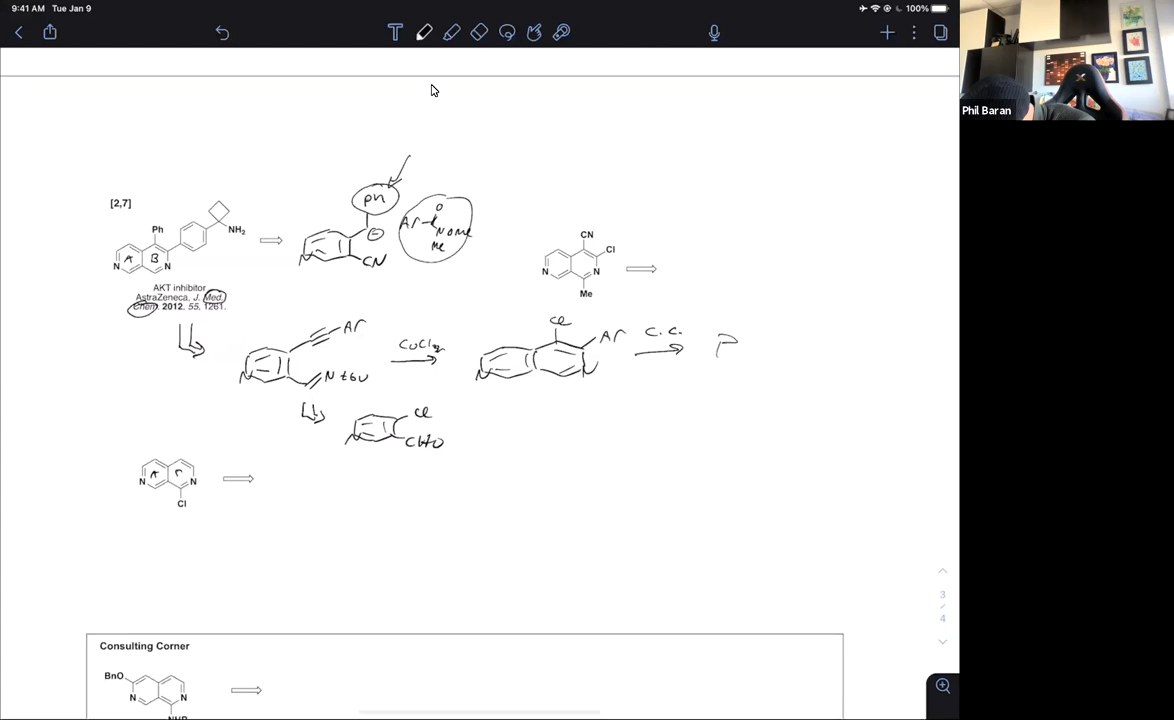 9:41 AM Tue Jan 9
100%
Phil Baran
[2,7]
Ph
NH₂
A
B
N
N
AKT inhibitor
AstraZeneca, J. Med.
Chem. 2012, 55, 1261.
Ph
⊖
N
CN
Ar
O
NOMe
Me
CN
Cl
N
N
Me
Ar
N
N tBu
Cl
Ar
N
N
C.C.
P
N
Cl
CHO
A
N
N
Cl
3
/
4
Consulting Corner
BnO
N
N